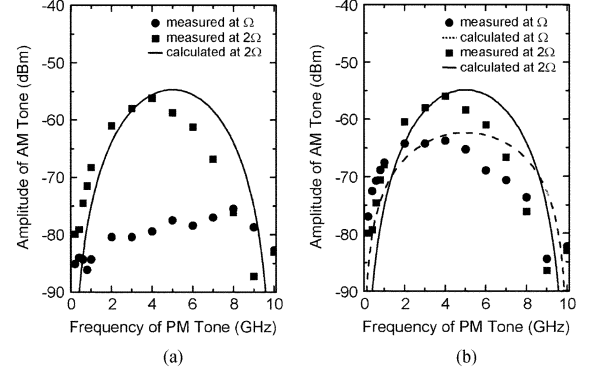 -40
-50
-60
-70
-80
-90
0 2 4 6 8 10
Amplitude of AM Tone (dBm)
Frequency of PM Tone (GHz)
measured at Ω
measured at 2Ω
calculated at 2Ω
(a)
-40
-50
-60
-70
-80
-90
0 2 4 6 8 10
Amplitude of AM Tone (dBm)
Frequency of PM Tone (GHz)
measured at Ω
calculated at Ω
measured at 2Ω
calculated at 2Ω
(b)